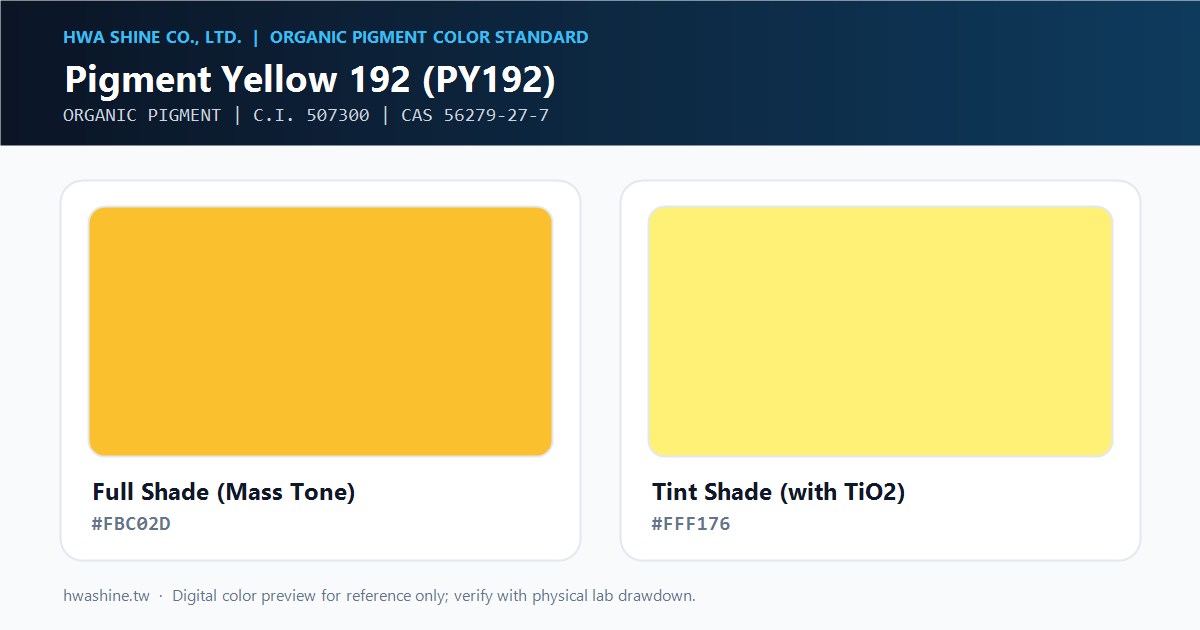 HWA SHINE CO., LTD. | ORGANIC PIGMENT COLOR STANDARD
Pigment Yellow 192 (PY192)
ORGANIC PIGMENT | C.I. 507300 | CAS 56279-27-7
Full Shade (Mass Tone)
#FBC02D
Tint Shade (with TiO2)
#FFF176
hwashine.tw · Digital color preview for reference only; verify with physical lab drawdown.